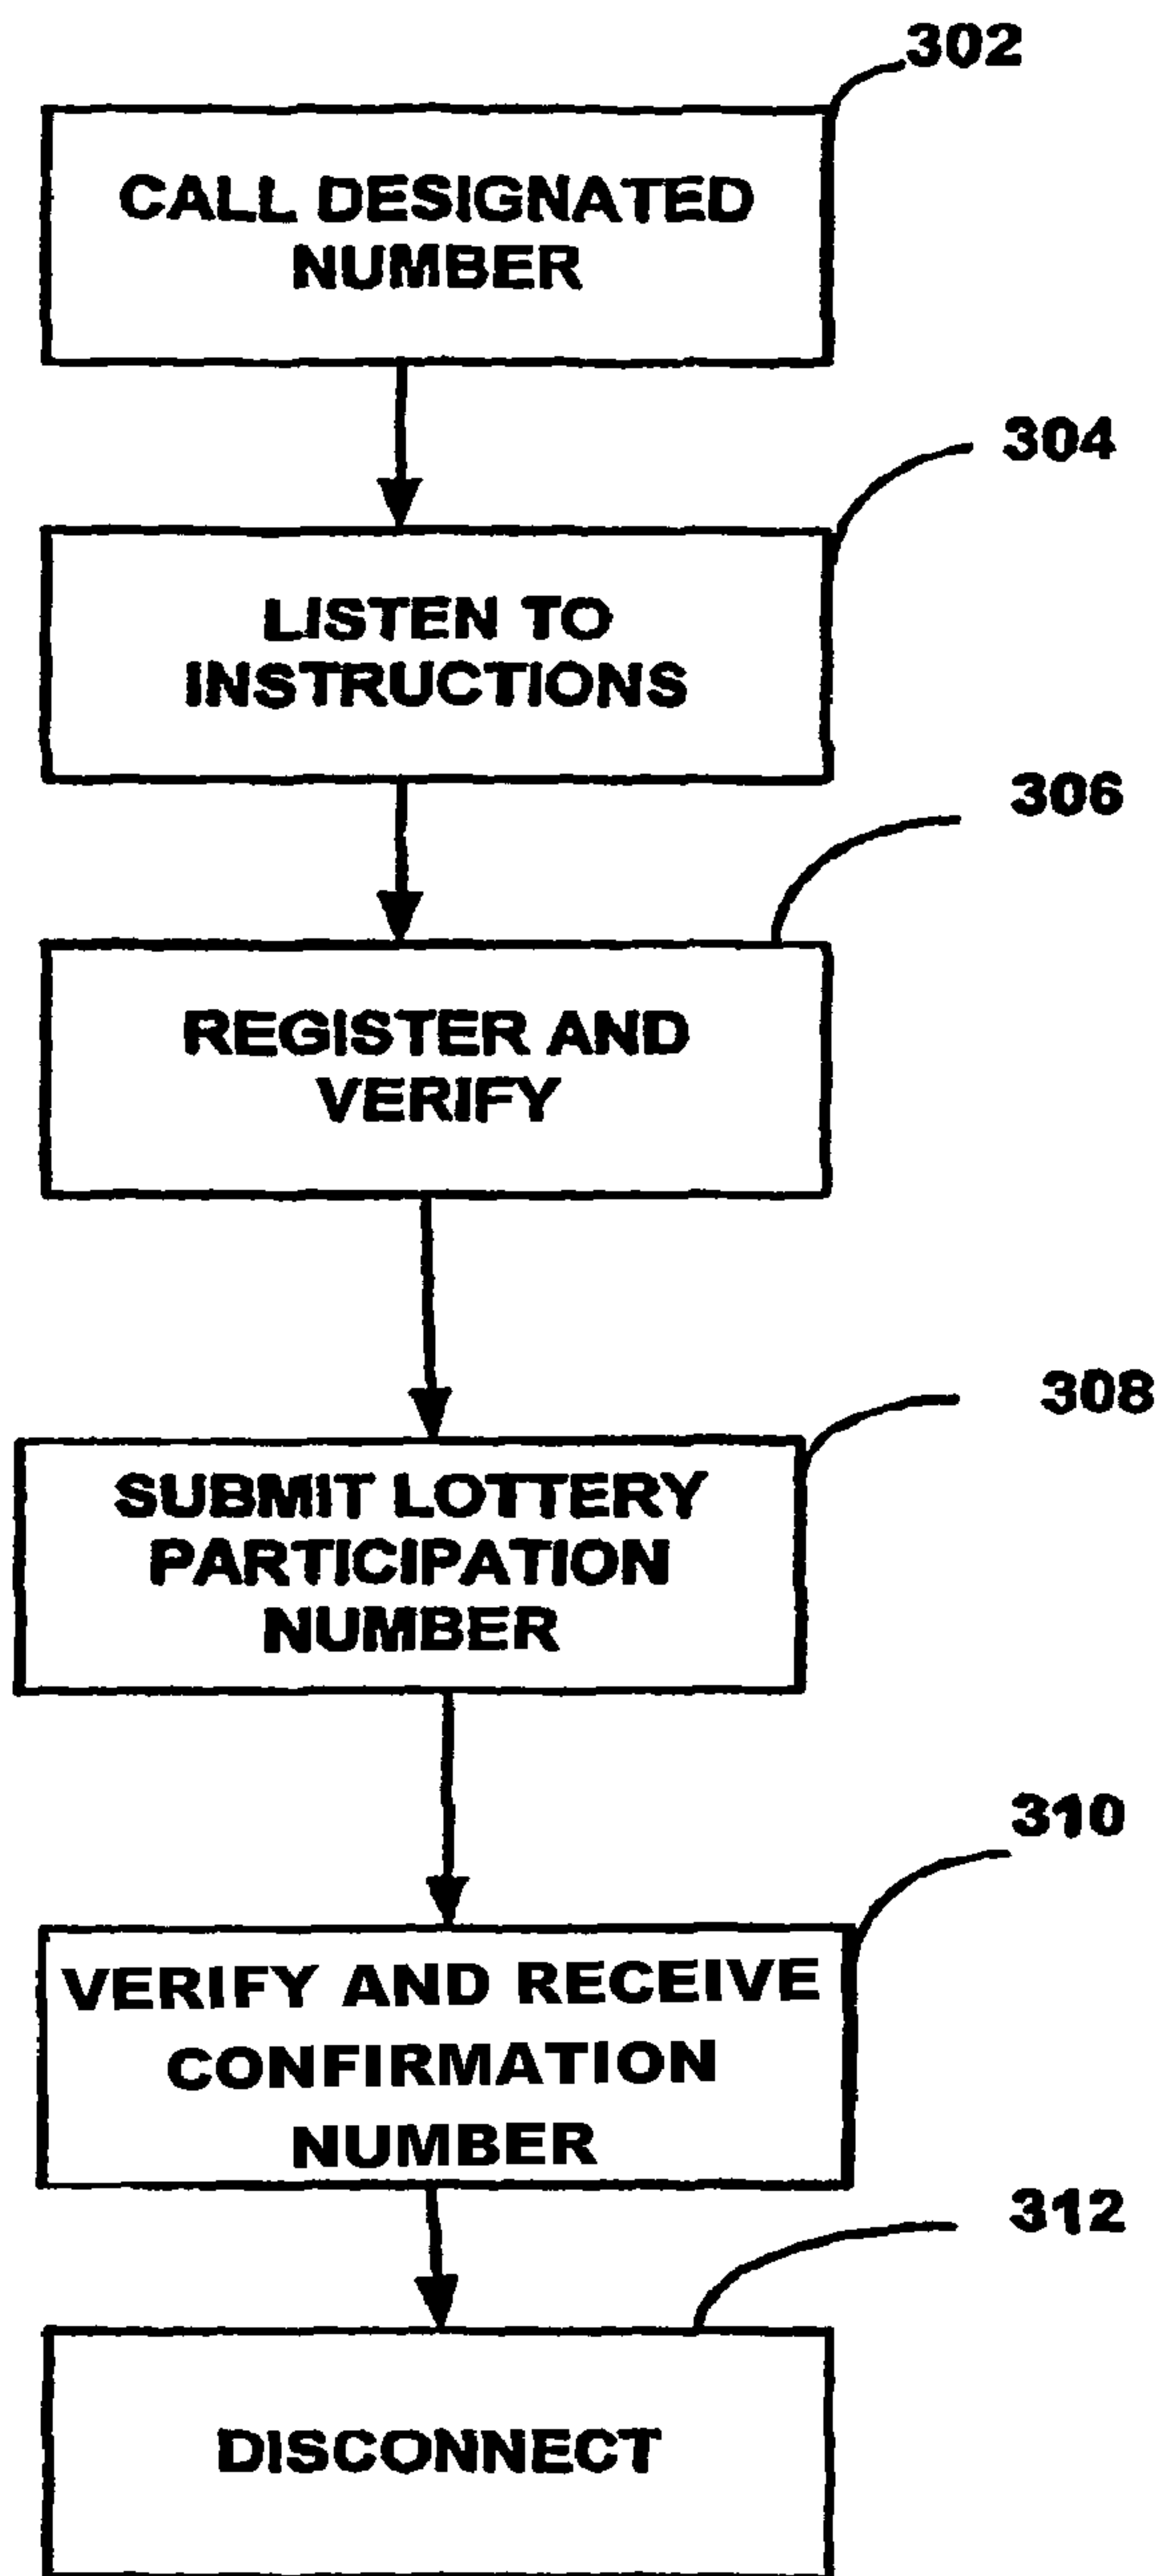 302
CALL DESIGNATED
NUMBER
304
LISTEN TO
INSTRUCTIONS
306
REGISTER AND
VERIFY
308
SUBMIT LOTTERY
PARTICIPATION
NUMBER
310
VERIFY AND RECEIVE
CONFIRMATION
NUMBER
312
DISCONNECT